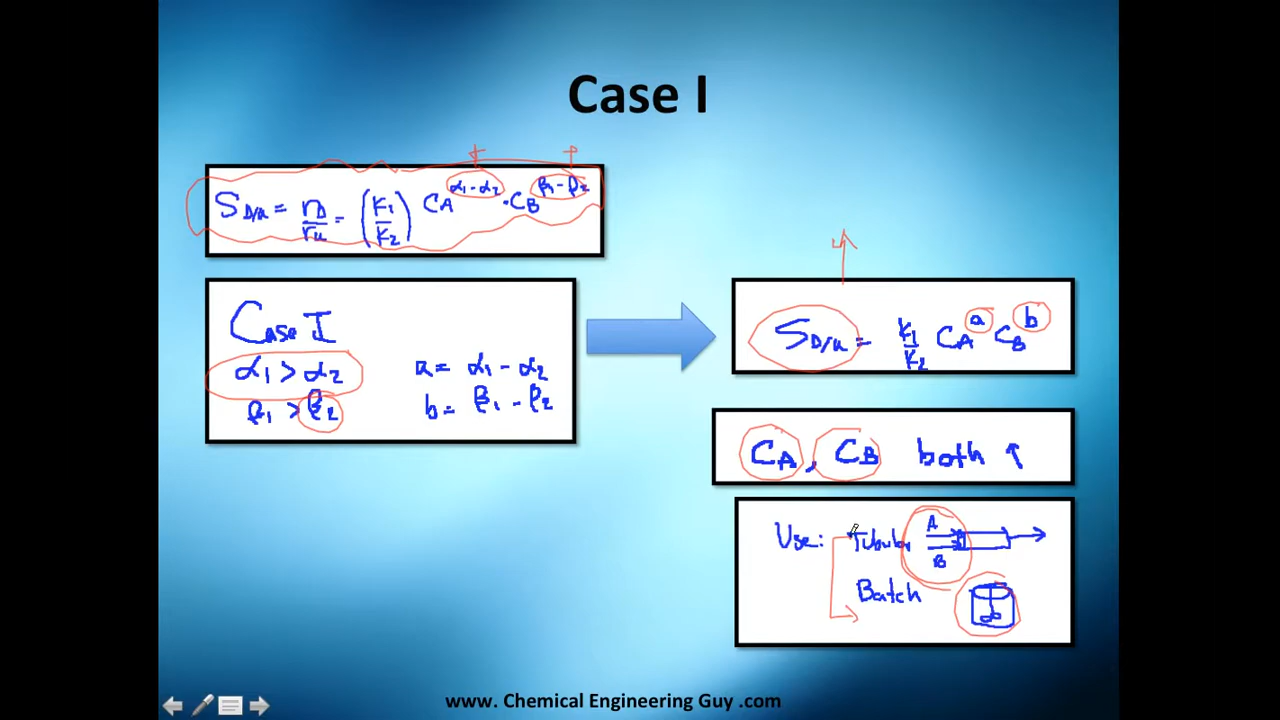 Case I
+ +
S D/u = rD/ru = (K1/K2) CA^α1-α2 · CB^β1-β2
Case I
α1 > α2 a = α1 - α2
β1 > β2 b = β1 - β2
S D/u = K1/K2 CA^a CB^b
CA, CB both ↑
Use: Tubular A
B
Batch
www. Chemical Engineering Guy .com